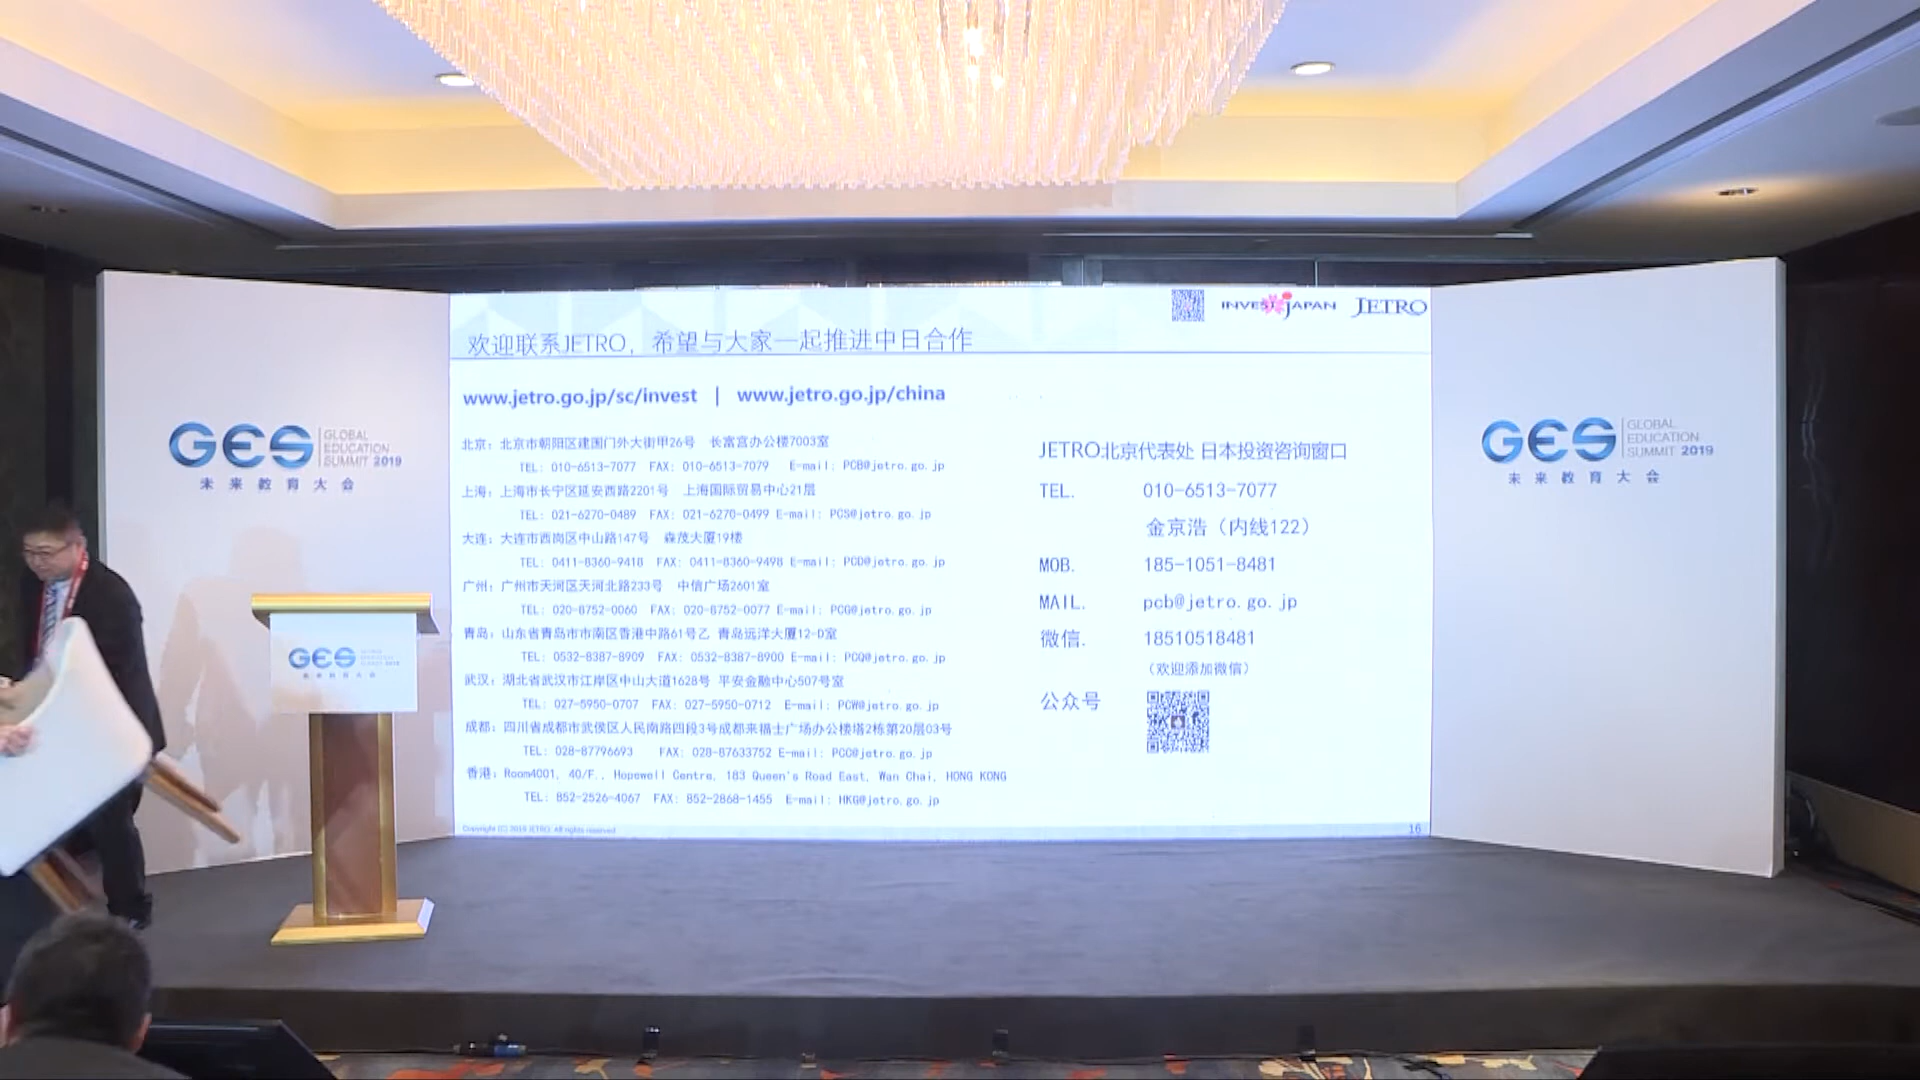 INVEST JAPAN JETRO
欢迎联系JETRO，希望与大家一起推进中日合作
www.jetro.go.jp/sc/invest | www.jetro.go.jp/china
北京：北京市朝阳区建国门外大街甲26号 长富宫办公楼7003室
TEL: 010-6513-7077 FAX: 010-6513-7079 E-mail: PCB@jetro.go.jp
上海：上海市长宁区延安西路2201号 上海国际贸易中心21层
TEL: 021-6270-0489 FAX: 021-6270-0499 E-mail: PCS@jetro.go.jp
大连：大连市西岗区中山路147号 森茂大厦19楼
TEL: 0411-8360-9418 FAX: 0411-8360-9498 E-mail: PCD@jetro.go.jp
广州：广州市天河区天河北路233号 中信广场2601室
TEL: 020-8752-0060 FAX: 020-8752-0077 E-mail: PCG@jetro.go.jp
青岛：山东省青岛市市南区香港中路61号乙 青岛远洋大厦12-D室
TEL: 0532-8387-8909 FAX: 0532-8387-8900 E-mail: PCQ@jetro.go.jp
武汉：湖北省武汉市江岸区中山大道1628号 平安金融中心507号室
TEL: 027-5950-0707 FAX: 027-5950-0712 E-mail: PCW@jetro.go.jp
成都：四川省成都市武侯区人民南路四段3号成都来福士广场办公楼塔2栋第20层03号
TEL: 028-87796693 FAX: 028-87633752 E-mail: PCC@jetro.go.jp
香港：Room4001, 40/F., Hopewell Centre, 183 Queen's Road East, Wan Chai, HONG KONG
TEL: 852-2526-4067 FAX: 852-2868-1455 E-mail: HKG@jetro.go.jp
JETRO北京代表处 日本投资咨询窗口
TEL. 010-6513-7077
金京浩（内线122）
MOB. 185-1051-8481
MAIL. pcb@jetro.go.jp
微信. 18510518481
（欢迎添加微信）
公众号
Copyright (C) 2019 JETRO. All rights reserved.
16
GES GLOBAL
EDUCATION
SUMMIT 2019
未来教育大会
GES GLOBAL
EDUCATION
SUMMIT 2019
未来教育大会
GES
未来教育大会